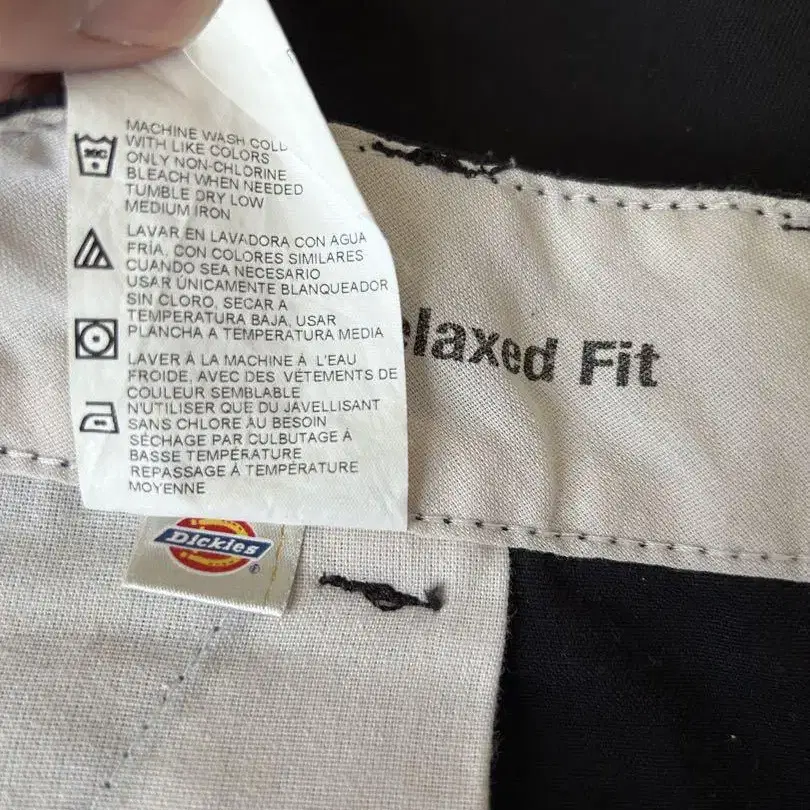 30C
MACHINE WASH COLD
WITH LIKE COLORS
ONLY NON-CHLORINE
BLEACH WHEN NEEDED
TUMBLE DRY LOW
MEDIUM IRON
LAVAR EN LAVADORA CON AGUA
FRÍA, CON COLORES SIMILARES
CUANDO SEA NECESARIO
USAR ÚNICAMENTE BLANQUEADOR
SIN CLORO, SECAR A
TEMPERATURA BAJA, USAR
PLANCHA A TEMPERATURA MEDIA
LAVER À LA MACHINE À L'EAU
FROIDE, AVEC DES VÉTEMENTS DE
COULEUR SEMBLABLE
N'UTILISER QUE DU JAVELLISANT
SANS CHLORE AU BESOIN
SÉCHAGE PAR CULBUTAGE À
BASSE TEMPÉRATURE
REPASSAGE À TEMPÉRATURE
MOYENNE
elaxed Fit
Dickies ®